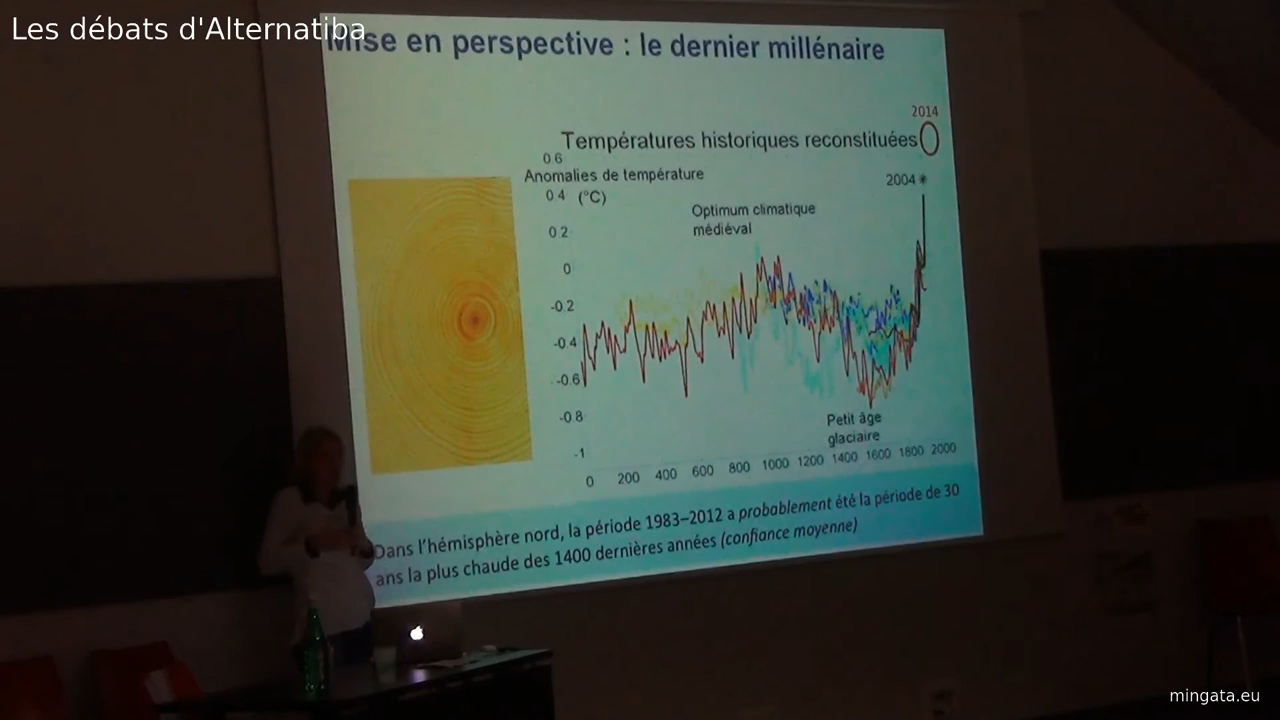 Les débats d'Alternatiba
Mise en perspective : le dernier millénaire
2014
Températures historiques reconstituées
0 6
Anomalies de température
2004 *
0 4 (°C)
Optimum climatique
médiéval
0 2
0
-0.2
-0.4
-0.6
-0 8
Petit âge
glaciaire
-1
0 200 400 600 800 1000 1200 1400 1600 1800 2000
Dans l'hémisphère nord, la période 1983–2012 a probablement été la période de 30
ans la plus chaude des 1400 dernières années (confiance moyenne)
mingata.eu